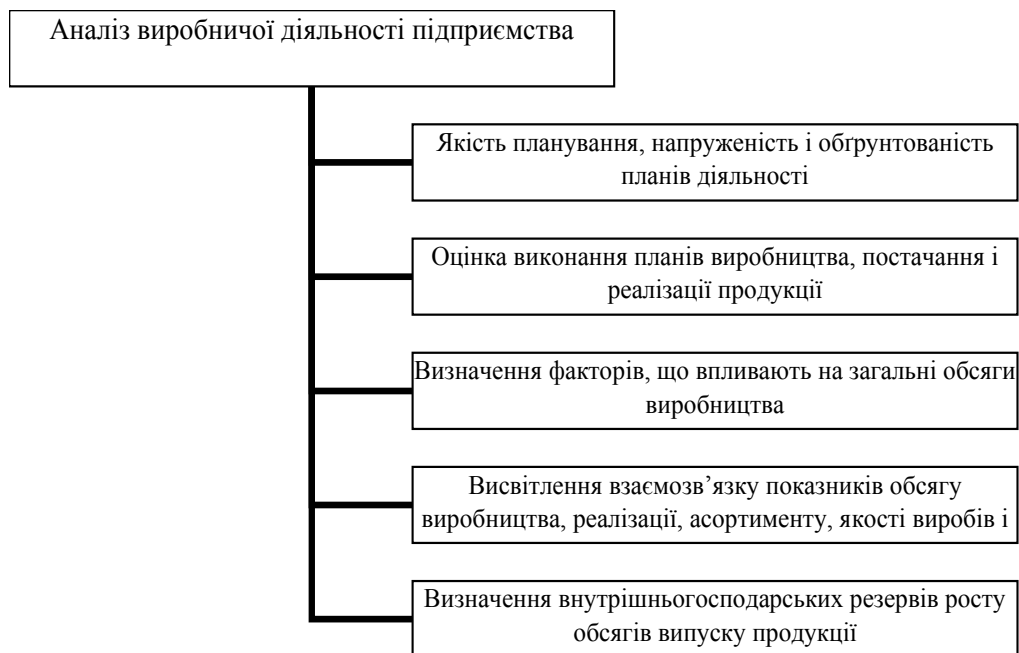 Аналіз виробничої діяльності підприємства
Якість планування, напруженість і обґрунтованість
планів діяльності
Оцінка виконання планів виробництва, постачання і
реалізації продукції
Визначення факторів, що впливають на загальні обсяги
виробництва
Висвітлення взаємозв’язку показників обсягу
виробництва, реалізації, асортименту, якості виробів і
Визначення внутрішньогосподарських резервів росту
обсягів випуску продукції